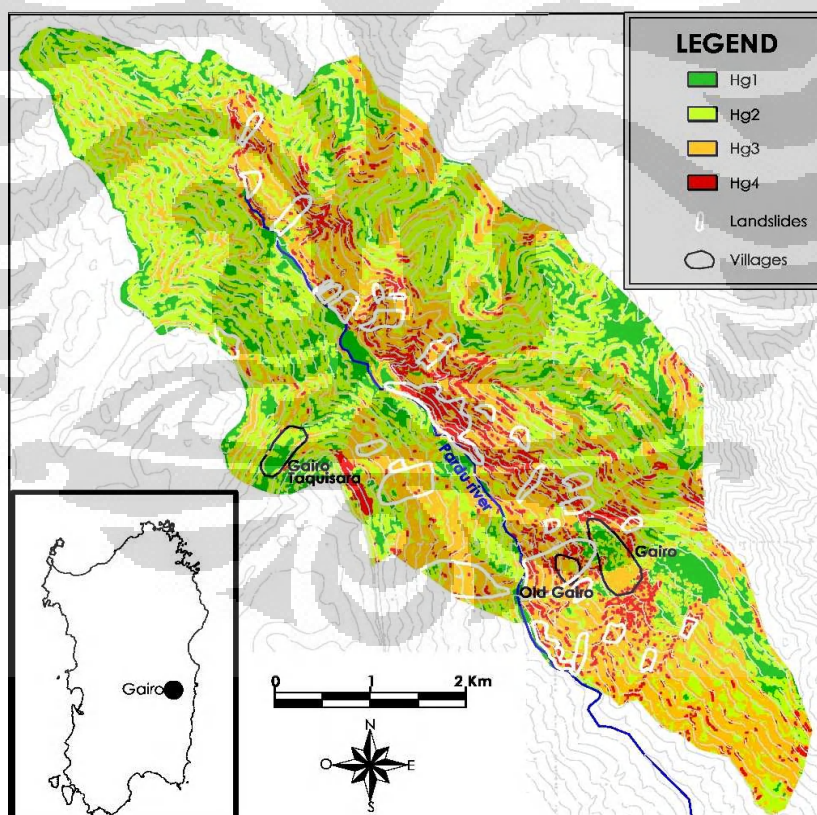 LEGEND
Hg1
Hg2
Hg3
Hg4
Landslides
Villages
Gairo
Taquisara
Pardu river
Gairo
Old Gairo
Gairo
0 1 2 Km
N
O E
S